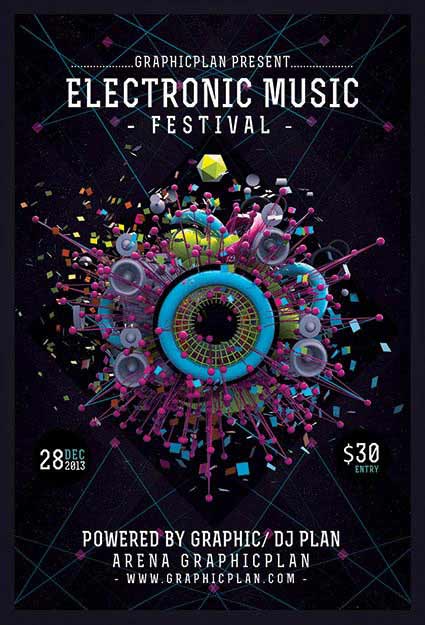 ....................GRAPHICPLAN PRESENT....................
ELECTRONIC MUSIC
- FESTIVAL -
28 DEC
2013
$30
ENTRY
POWERED BY GRAPHIC/ DJ PLAN
ARENA GRAPHICPLAN
- WWW.GRAPHICPLAN.COM -